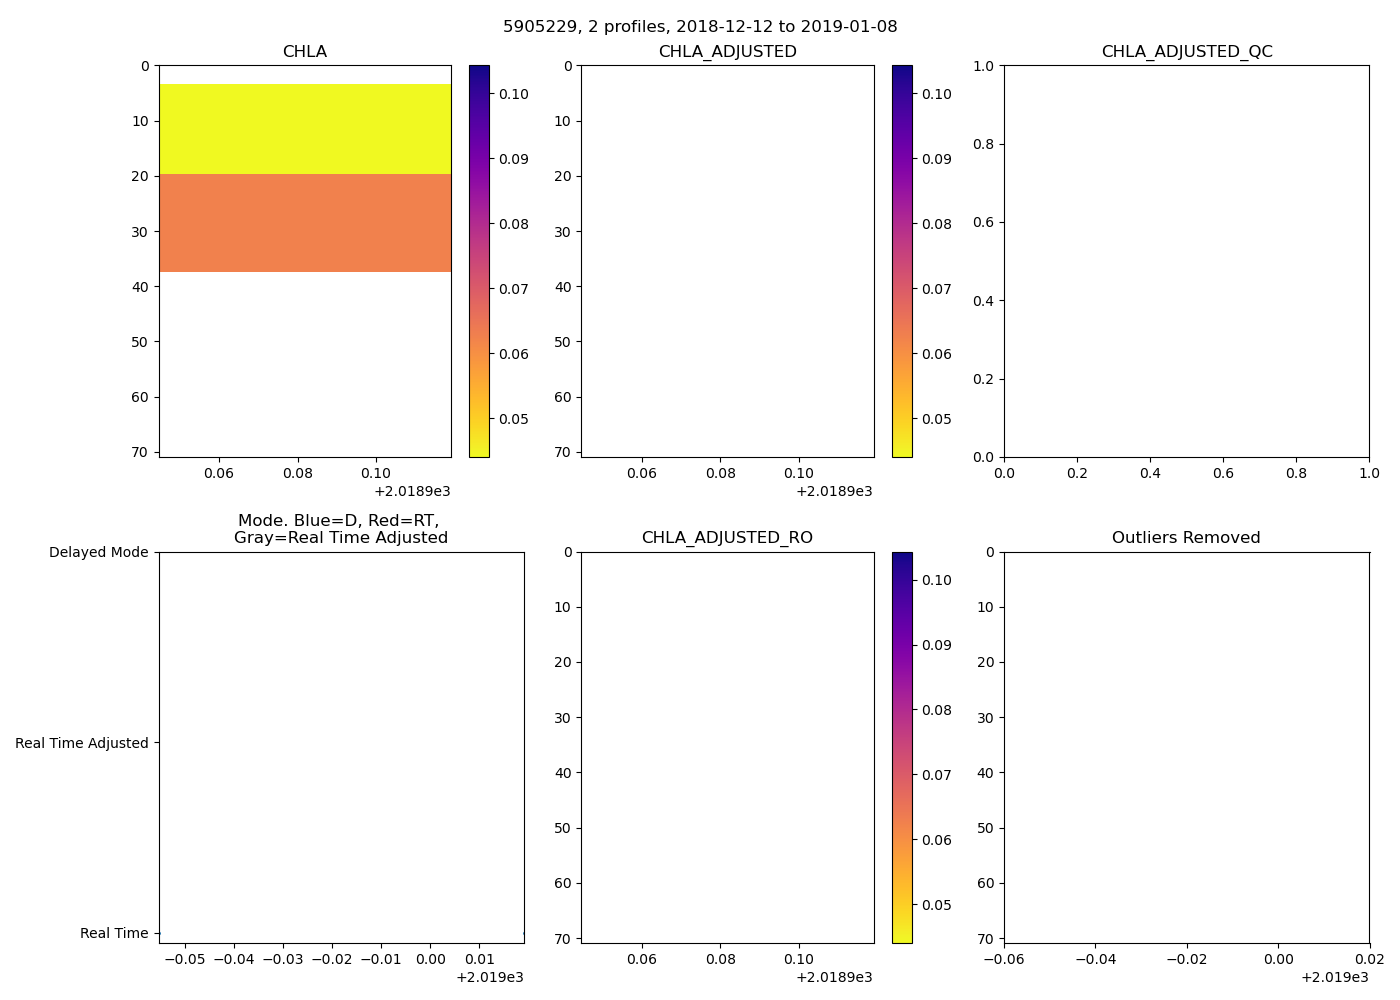 5905229, 2 profiles, 2018-12-12 to 2019-01-08
CHLA
0
10
20
30
40
50
60
70
0.06 0.08 0.10
+2.0189e3
0.10
0.09
0.08
0.07
0.06
0.05
CHLA_ADJUSTED
0
10
20
30
40
50
60
70
0.06 0.08 0.10
+2.0189e3
0.10
0.09
0.08
0.07
0.06
0.05
CHLA_ADJUSTED_QC
1.0
0.8
0.6
0.4
0.2
0.0
0.0 0.2 0.4 0.6 0.8 1.0
Mode. Blue=D, Red=RT,
Gray=Real Time Adjusted
Delayed Mode
Real Time Adjusted
Real Time
−0.05 −0.04 −0.03 −0.02 −0.01 0.00 0.01
+2.019e3
CHLA_ADJUSTED_RO
0
10
20
30
40
50
60
70
0.06 0.08 0.10
+2.0189e3
0.10
0.09
0.08
0.07
0.06
0.05
Outliers Removed
0
10
20
30
40
50
60
70
−0.06 −0.04 −0.02 0.00 0.02
+2.019e3